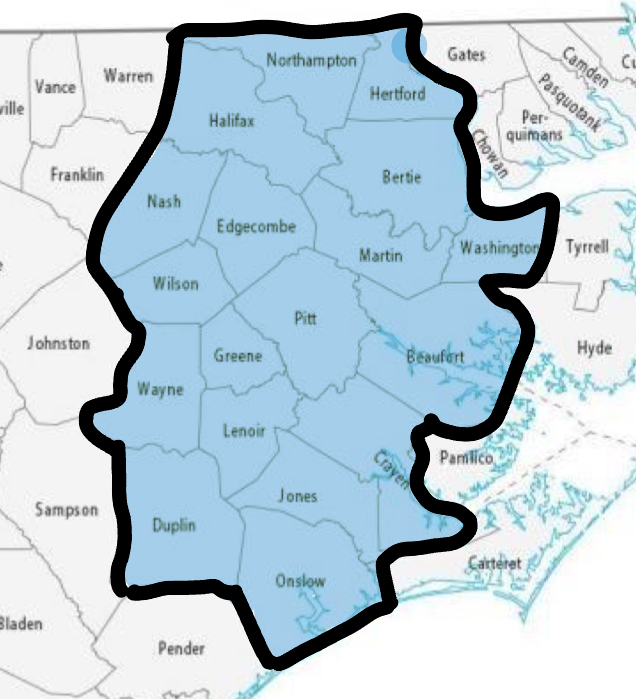 Gates
Northampton
Camden
Cu
Warren
Vance
Pasquotank
Hertford
ville
Halifax
Per-
quimans
Chowan
Franklin
Bertie
Nash
Edgecombe
Washington
Tyrrell
Martin
Wilson
Pitt
Johnston
Hyde
Greene
Beaufort
Wayne
Lenoir
Pamlico
Craven
Jones
Sampson
Duplin
Carteret
Onslow
Bladen
Pender